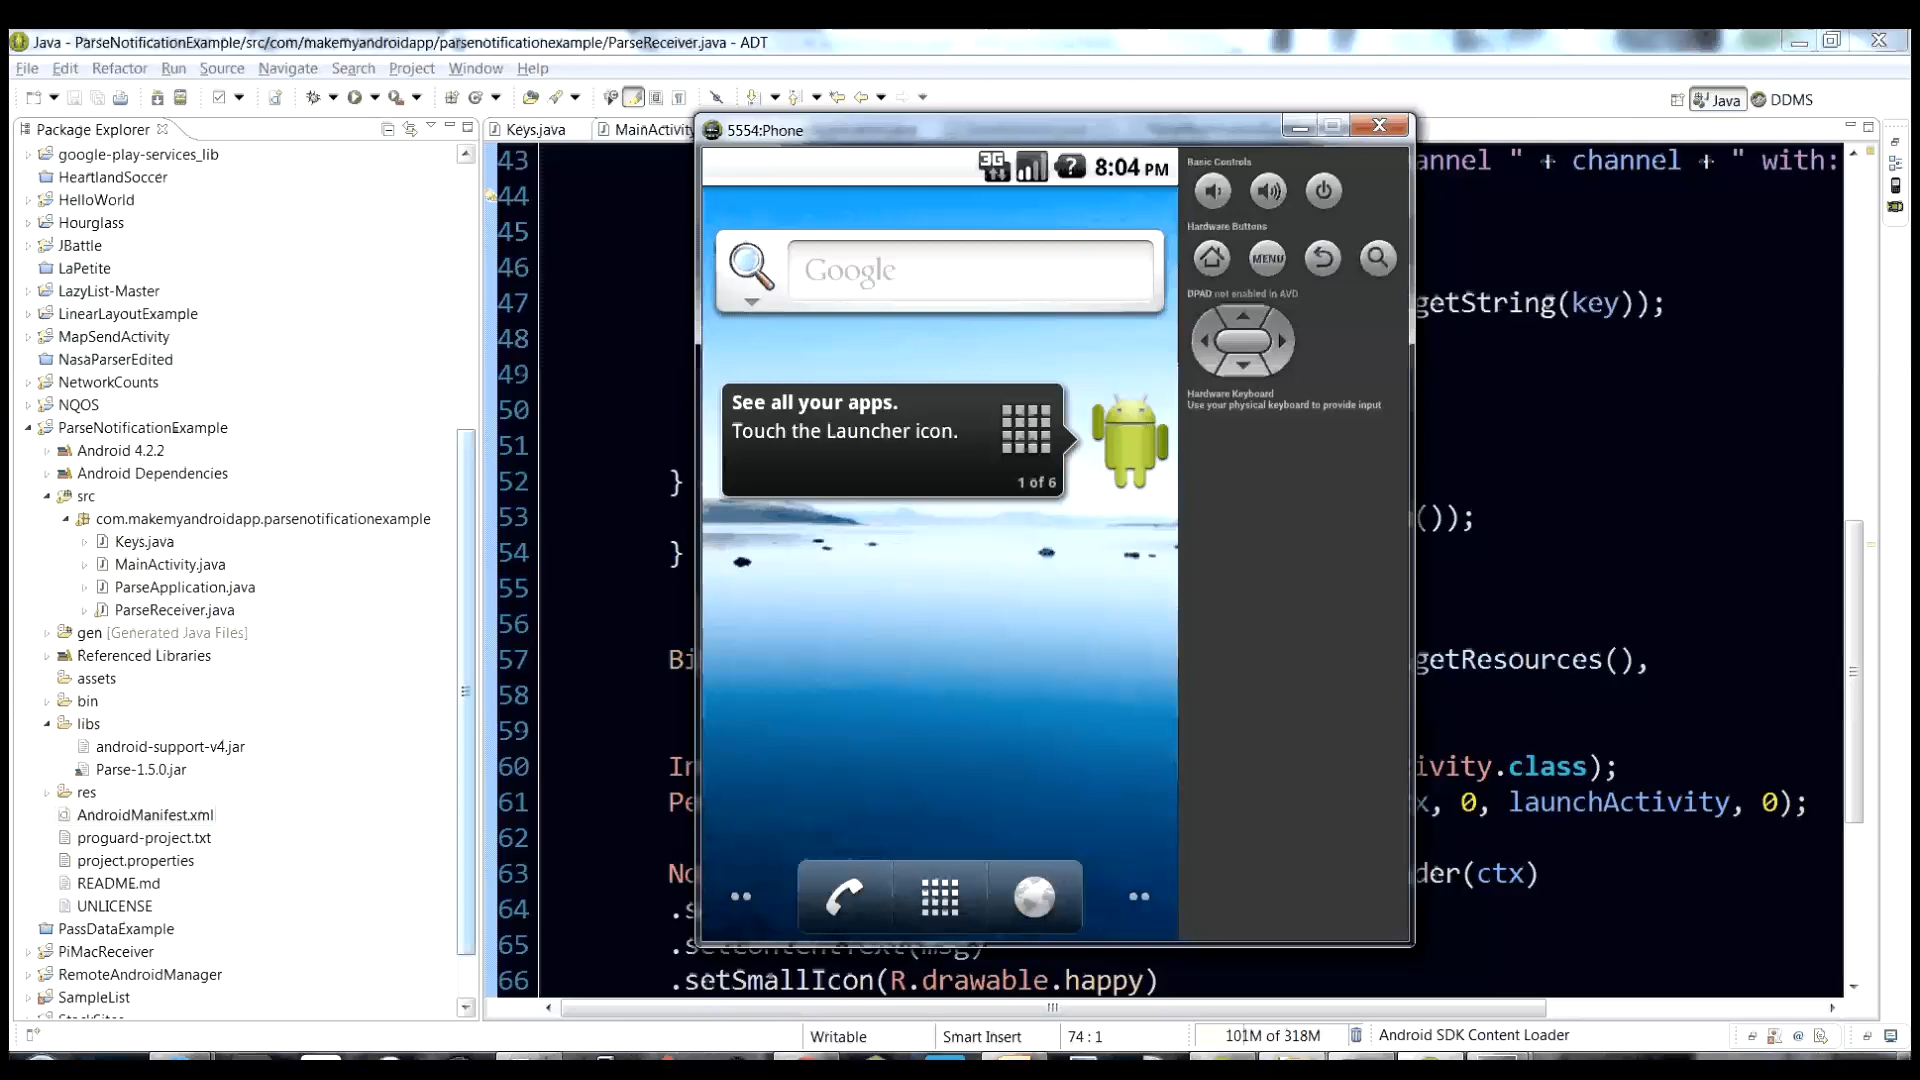 Java - ParseNotificationExample/src/com/makemyandroidapp/parsenotificationexample/ParseReceiver.java - ADT
File Edit Refactor Run Source Navigate Search Project Window Help
Java DDMS
Package Explorer
google-play-services_lib
HeartlandSoccer
HelloWorld
Hourglass
JBattle
LaPetite
LazyList-Master
LinearLayoutExample
MapSendActivity
NasaParserEdited
NetworkCounts
NQOS
ParseNotificationExample
Android 4.2.2
Android Dependencies
src
com.makemyandroidapp.parsenotificationexample
Keys.java
MainActivity.java
ParseApplication.java
ParseReceiver.java
gen [Generated Java Files]
Referenced Libraries
assets
bin
libs
android-support-v4.jar
Parse-1.5.0.jar
res
AndroidManifest.xml
proguard-project.txt
project.properties
README.md
UNLICENSE
PassDataExample
PiMacReceiver
RemoteAndroidManager
SampleList
Keys.java MainActivity
43 annel " + channel + " with:
44
45
46
47 getString(key));
48
49
50
51
52 }
53 ());
54 }
55
56
57 Bi getResources(),
58
59
60 In ivity.class);
61 Pe x, 0, launchActivity, 0);
62
63 No der(ctx)
64 .s
65 .setContentText(msg)
66 .setSmallIcon(R.drawable.happy)
5554:Phone
3G 8:04 PM
Google
See all your apps.
Touch the Launcher icon.
1 of 6
Basic Controls
Hardware Buttons
MENU
DPAD not enabled in AVD
Hardware Keyboard
Use your physical keyboard to provide input
Writable Smart Insert 74 : 1 101M of 318M Android SDK Content Loader